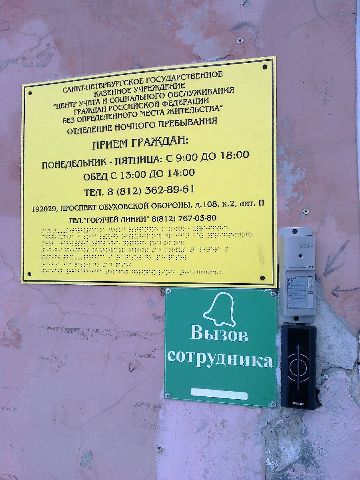 САНКТ-ПЕТЕРБУРГСКОЕ ГОСУДАРСТВЕННОЕ
КАЗЕННОЕ УЧРЕЖДЕНИЕ
"ЦЕНТР УЧЕТА И СОЦИАЛЬНОГО ОБСЛУЖИВАНИЯ
ГРАЖДАН РОССИЙСКОЙ ФЕДЕРАЦИИ
БЕЗ ОПРЕДЕЛЕННОГО МЕСТА ЖИТЕЛЬСТВА"
ОТДЕЛЕНИЕ НОЧНОГО ПРЕБЫВАНИЯ
ПРИЕМ ГРАЖДАН:
ПОНЕДЕЛЬНИК - ПЯТНИЦА: С 9:00 ДО 18:00
ОБЕД С 13:00 ДО 14:00
ТЕЛ. 8 (812) 362-89-61
192029, ПРОСПЕКТ ОБУХОВСКОЙ ОБОРОНЫ, д.108, к.2, лит. П
ТЕЛ."ГОРЯЧЕЙ ЛИНИИ" 8(812) 767-03-80
Вызов
сотрудника